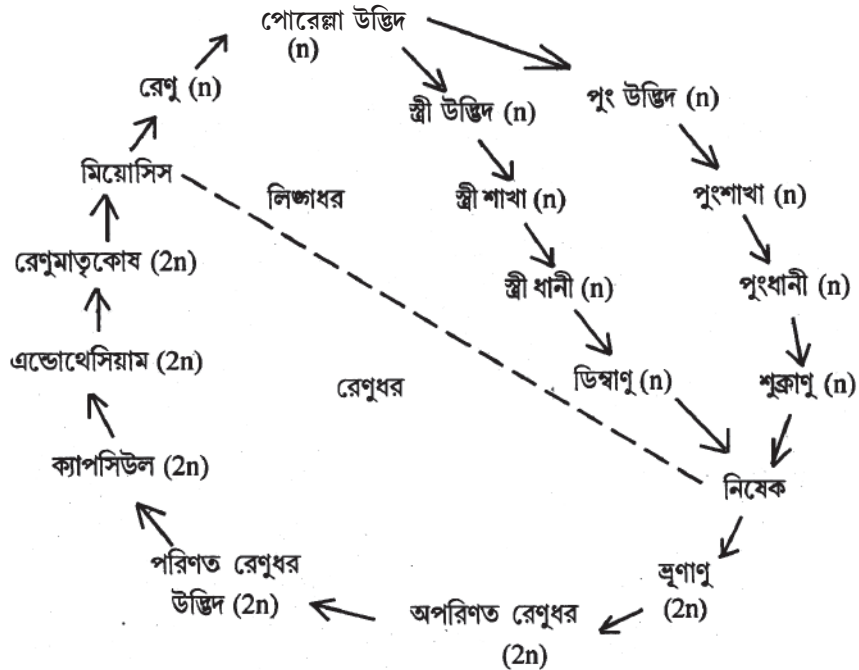 পোরেল্লা উদ্ভিদ
(n)
রেণু (n)
স্ত্রী উদ্ভিদ (n)
পুং উদ্ভিদ (n)
মিয়োসিস
লিঙ্গধর
স্ত্রী শাখা (n)
পুংশাখা (n)
রেণুমাতৃকোষ (2n)
স্ত্রী ধানী (n)
পুংধানী (n)
এন্ডোথেসিয়াম (2n)
রেণুধর
ডিম্বাণু (n)
শুক্রাণু (n)
ক্যাপসিউল (2n)
নিষেক
পরিণত রেণুধর
উদ্ভিদ (2n)
ভ্রূণাণু
(2n)
অপরিণত রেণুধর
(2n)